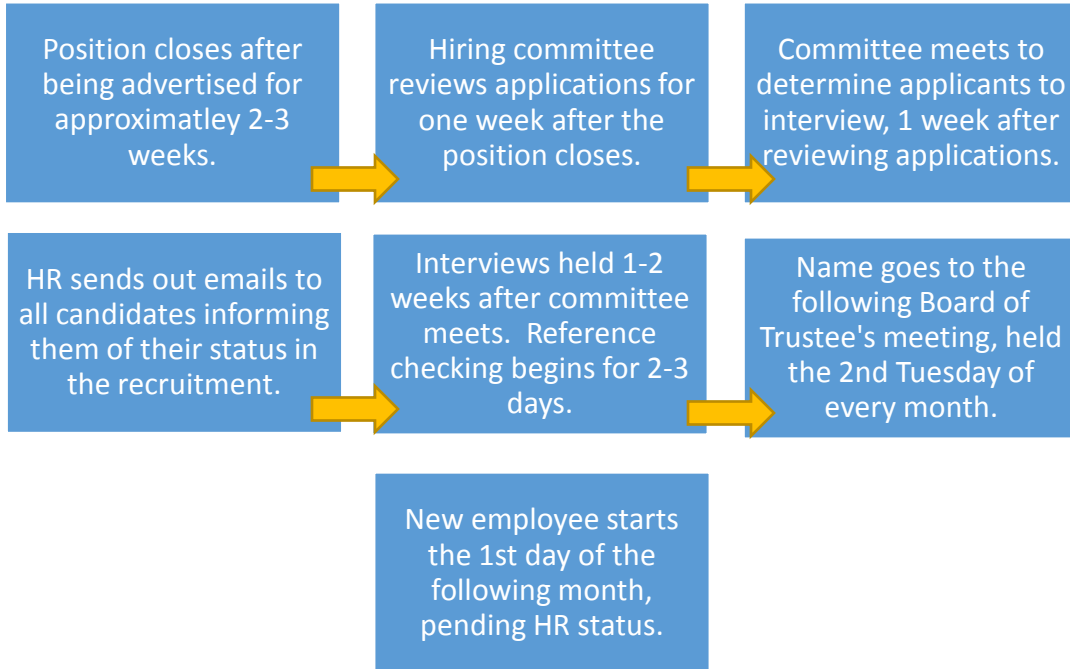 Position closes after
being advertised for
approximatley 2-3
weeks.
Hiring committee
reviews applications for
one week after the
position closes.
Committee meets to
determine applicants to
interview, 1 week after
reviewing applications.
HR sends out emails to
all candidates informing
them of their status in
the recruitment.
Interviews held 1-2
weeks after committee
meets.  Reference
checking begins for 2-3
days.
Name goes to the
following Board of
Trustee's meeting, held
the 2nd Tuesday of
every month.
New employee starts
the 1st day of the
following month,
pending HR status.